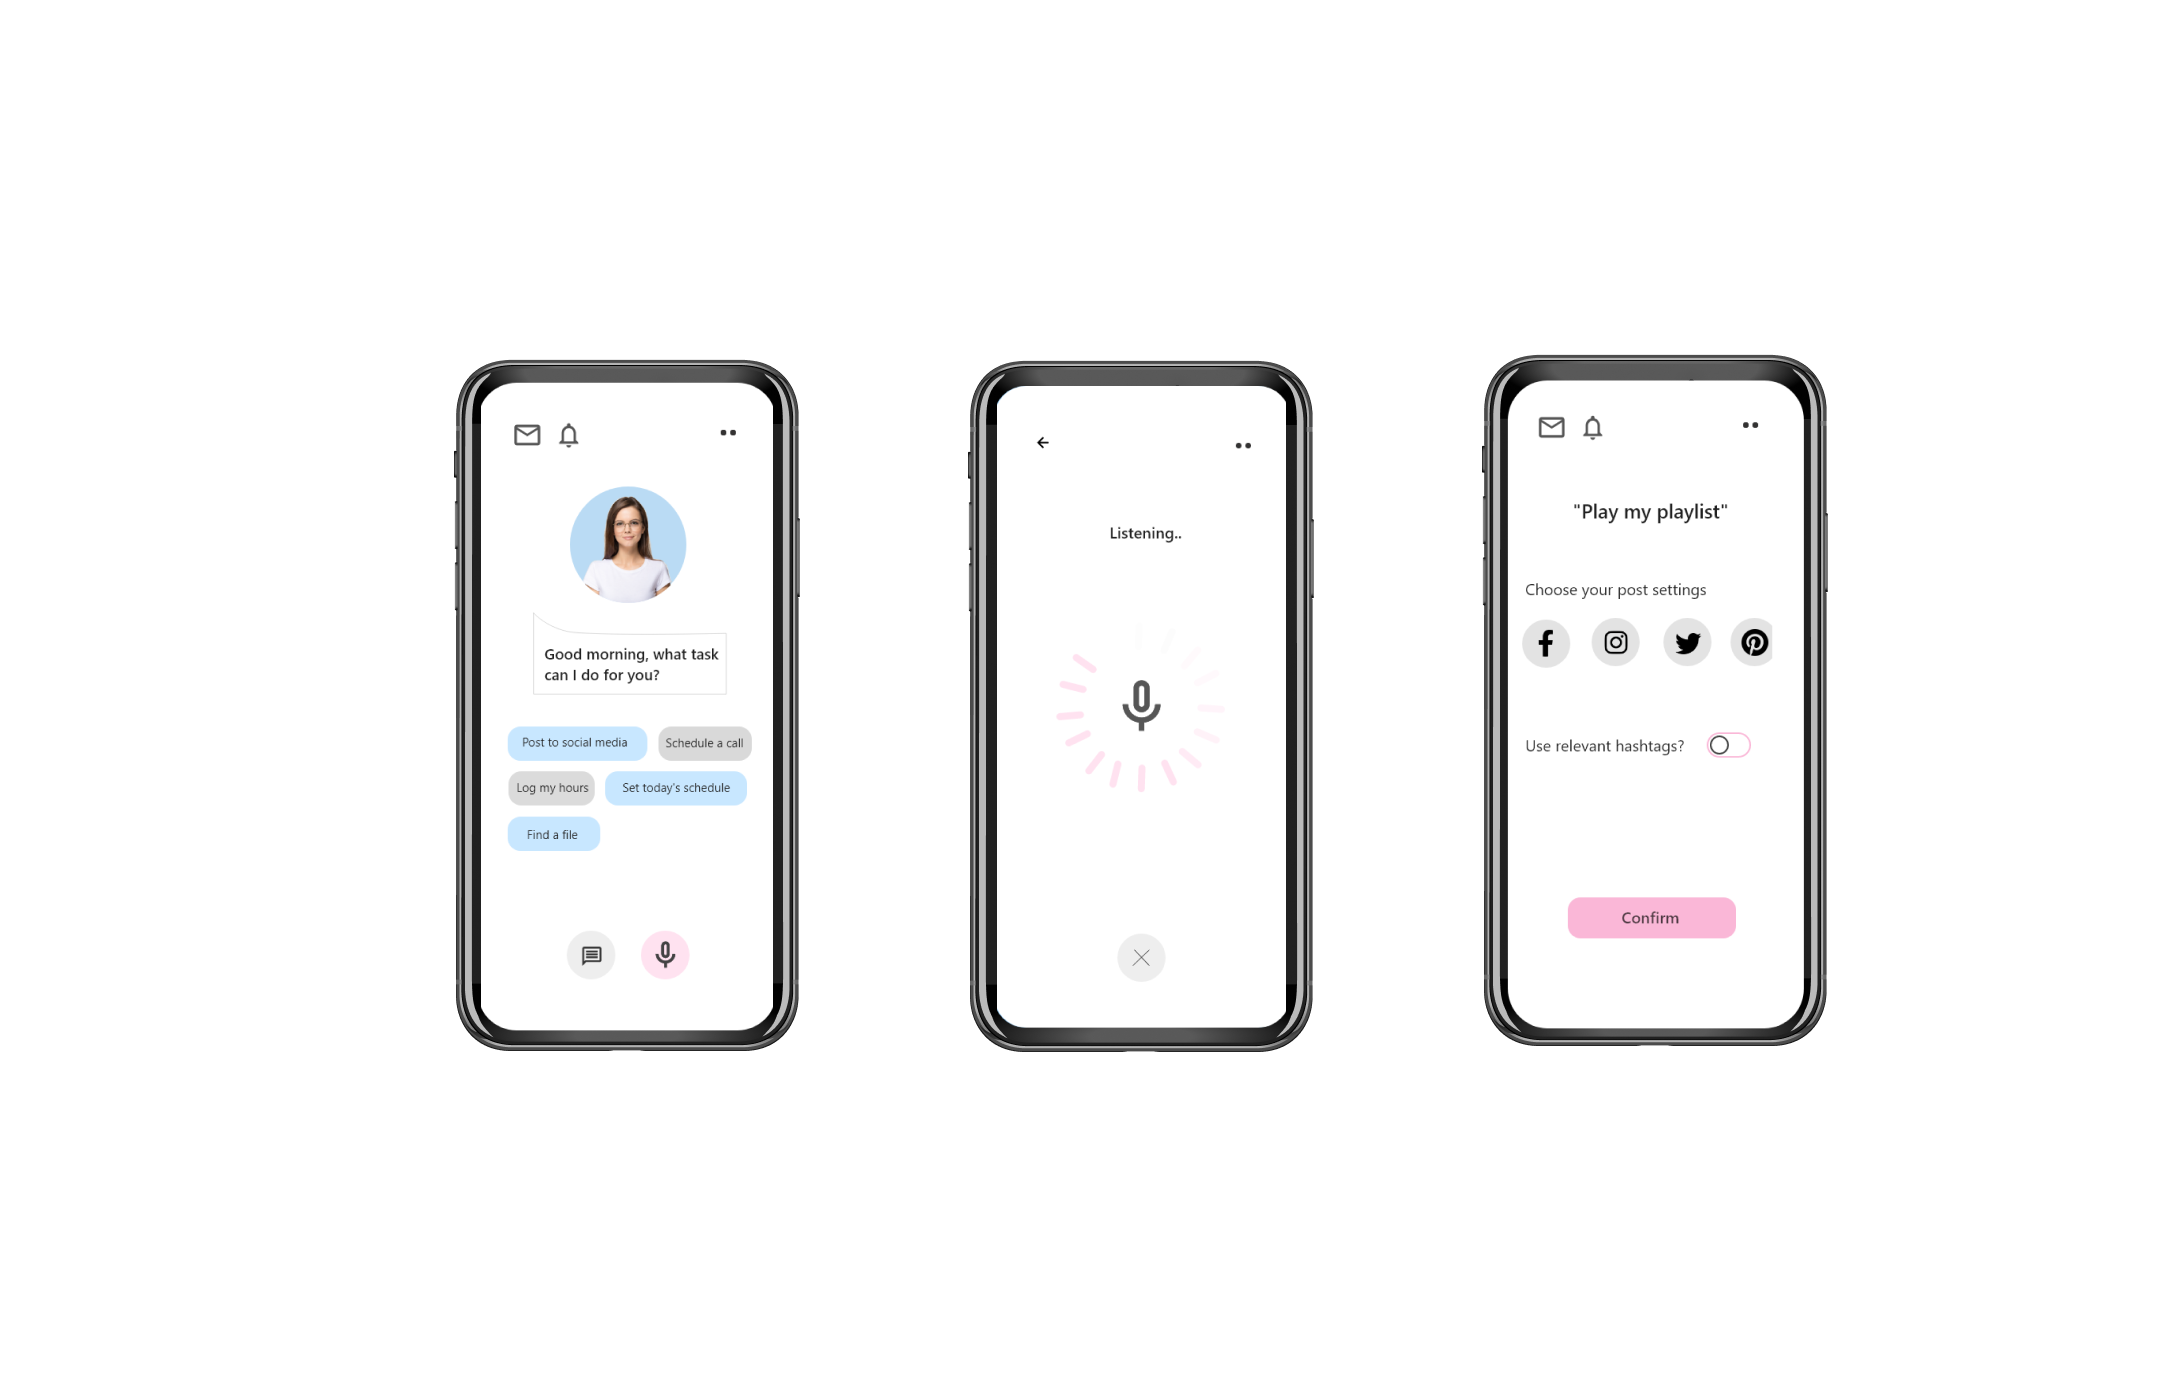 Good morning, what task
can I do for you?
Post to social media
Schedule a call
Log my hours
Set today's schedule
Find a file
Listening..
"Play my playlist"
Choose your post settings
Use relevant hashtags?
Confirm